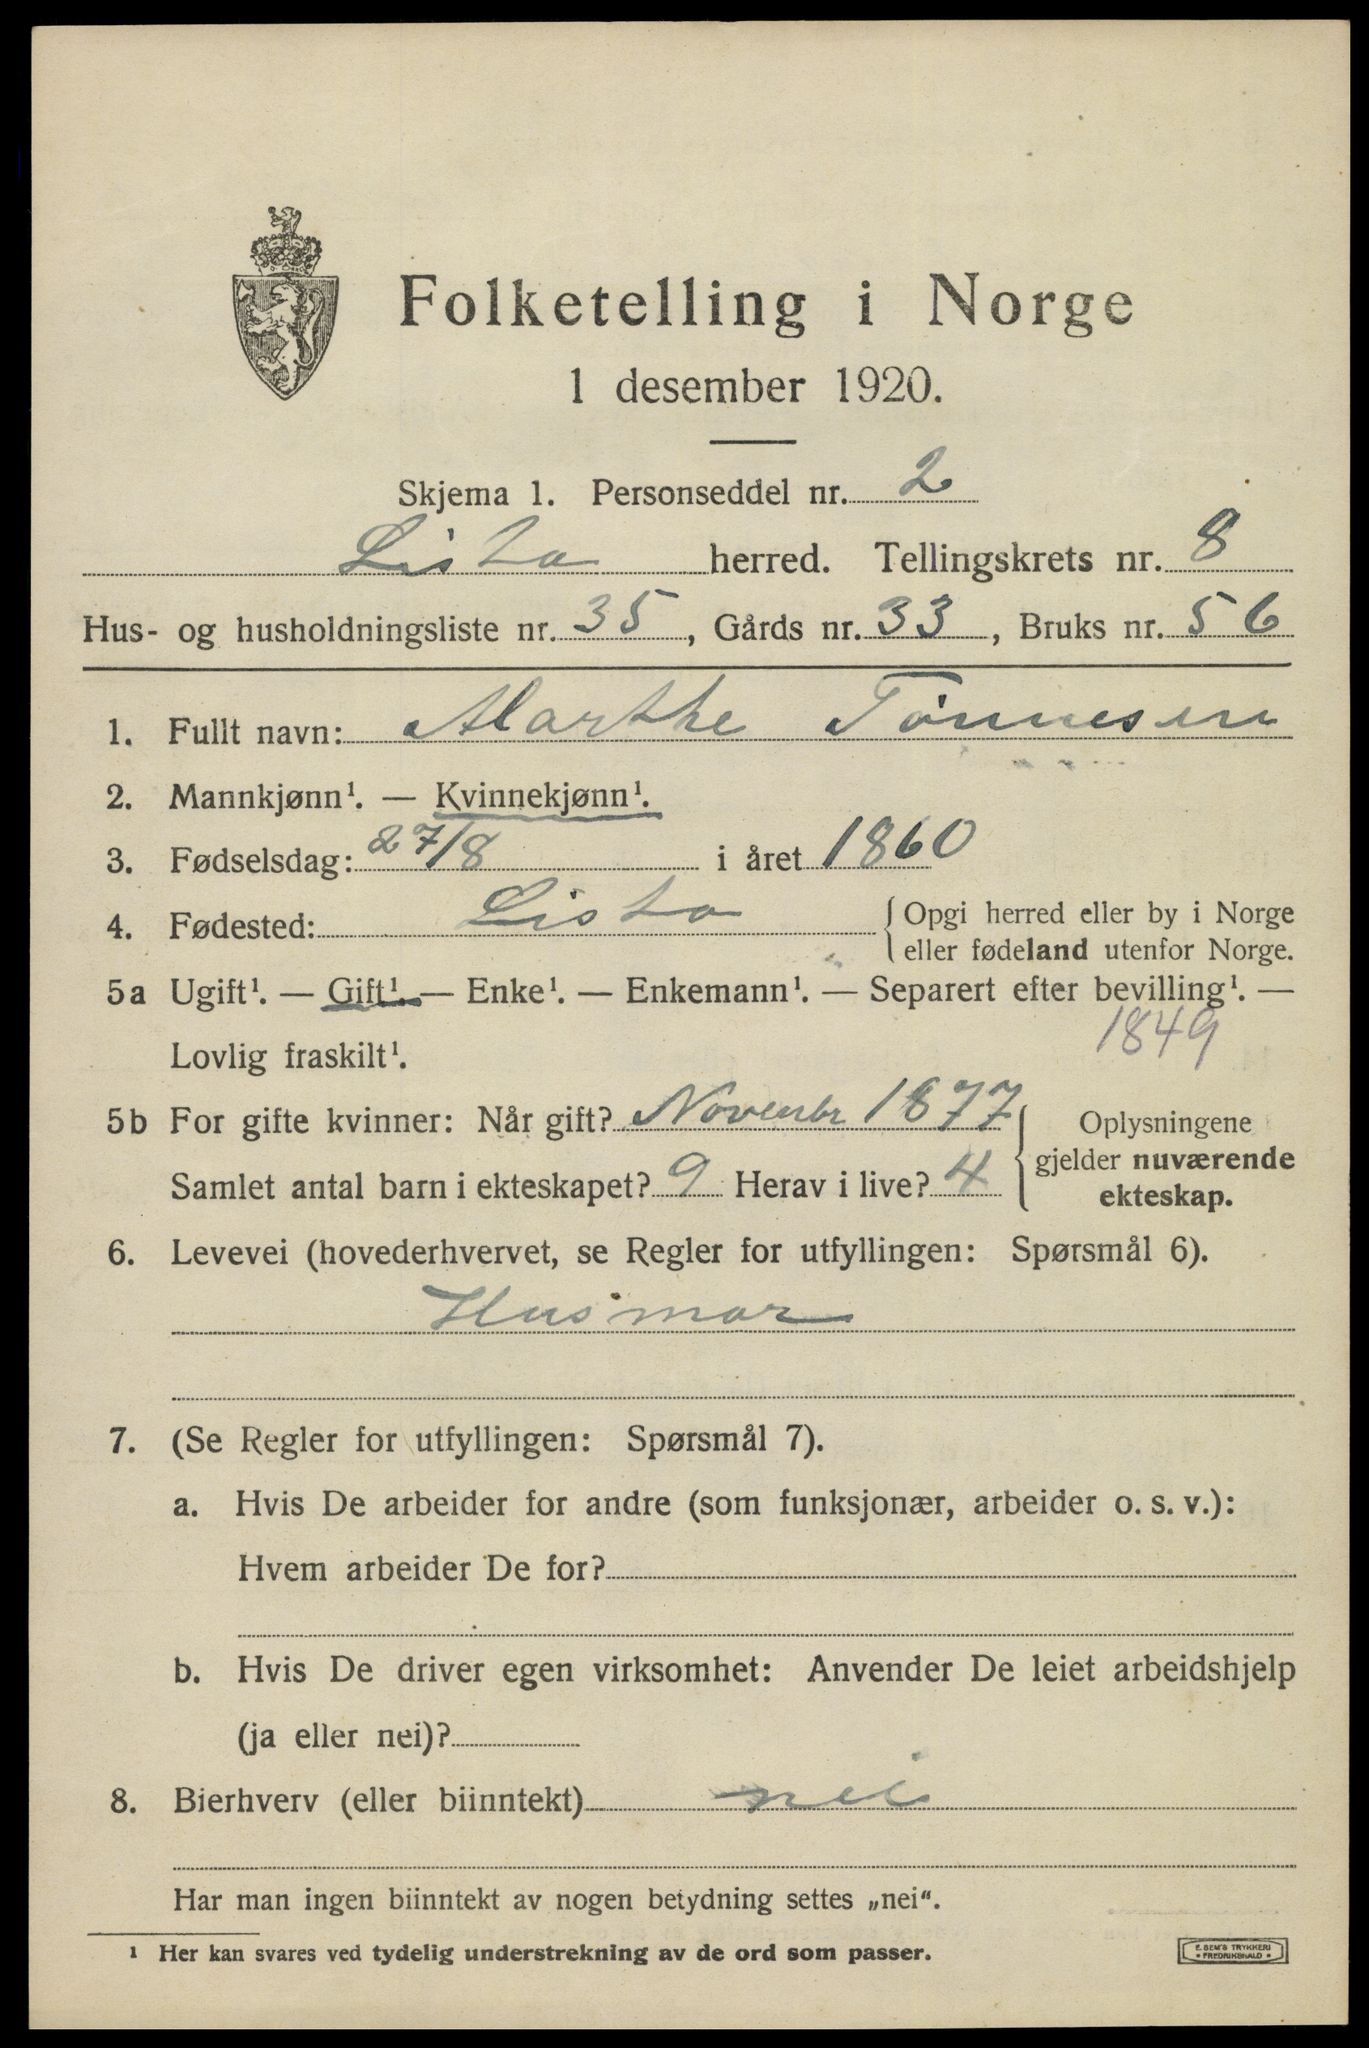 Folketelling i Norge
1 desember 1920.
Skjema 1. Personseddel nr. 2
Lista herred. Tellingskrets nr. 8
Hus- og husholdningsliste nr. 35, Gårds nr. 33, Bruks nr. 56
1. Fullt navn: Marthe Tönnesen
2. Mannkjønn¹. — Kvinnekjønn¹.
3. Fødselsdag: 27/8 i året 1860
4. Fødested: Lista { Opgi herred eller by i Norge
eller fødeland utenfor Norge.
5a Ugift¹. — Gift¹. — Enke¹. — Enkemann¹. — Separert efter bevilling¹. —
Lovlig fraskilt¹. 1849
5b For gifte kvinner: Når gift? Novembr 1877 { Oplysningene
gjelder nuværende
Samlet antal barn i ekteskapet? 9 Herav i live? 4 ekteskap.
6. Levevei (hovederhvervet, se Regler for utfyllingen: Spørsmål 6).
Husmor
7. (Se Regler for utfyllingen: Spørsmål 7).
a. Hvis De arbeider for andre (som funksjonær, arbeider o. s. v.):
Hvem arbeider De for?
b. Hvis De driver egen virksomhet: Anvender De leiet arbeidshjelp
(ja eller nei)?
8. Bierhverv (eller biinntekt) nei
Har man ingen biinntekt av nogen betydning settes „nei“.
¹ Her kan svares ved tydelig understrekning av de ord som passer.
E. SEM'S TRYKKERI
* FREDRIKSHALD *